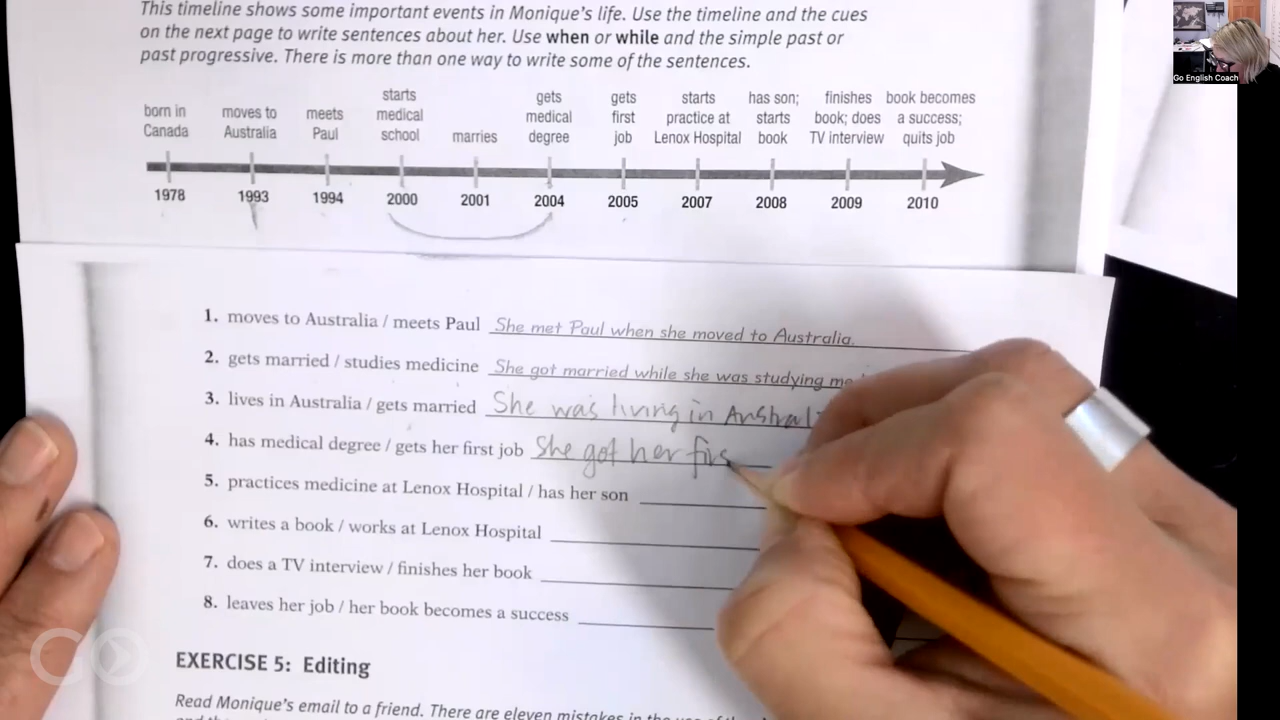 This timeline shows some important events in Monique's life. Use the timeline and the cues
on the next page to write sentences about her. Use when or while and the simple past or
past progressive. There is more than one way to write some of the sentences.
born in Canada
moves to Australia
meets Paul
starts medical school
marries
gets medical degree
gets first job
starts practice at Lenox Hospital
has son; starts book
finishes book; does TV interview
book becomes a success; quits job
1978 1993 1994 2000 2001 2004 2005 2007 2008 2009 2010
1. moves to Australia / meets Paul She met Paul when she moved to Australia.
2. gets married / studies medicine She got married while she was studying
3. lives in Australia / gets married She was living in
4. has medical degree / gets her first job She got her firs
5. practices medicine at Lenox Hospital / has her son
6. writes a book / works at Lenox Hospital
7. does a TV interview / finishes her book
8. leaves her job / her book becomes a success
EXERCISE 5: Editing
Read Monique's email to a friend. There are eleven mistakes in the use of
Go English Coach
GO